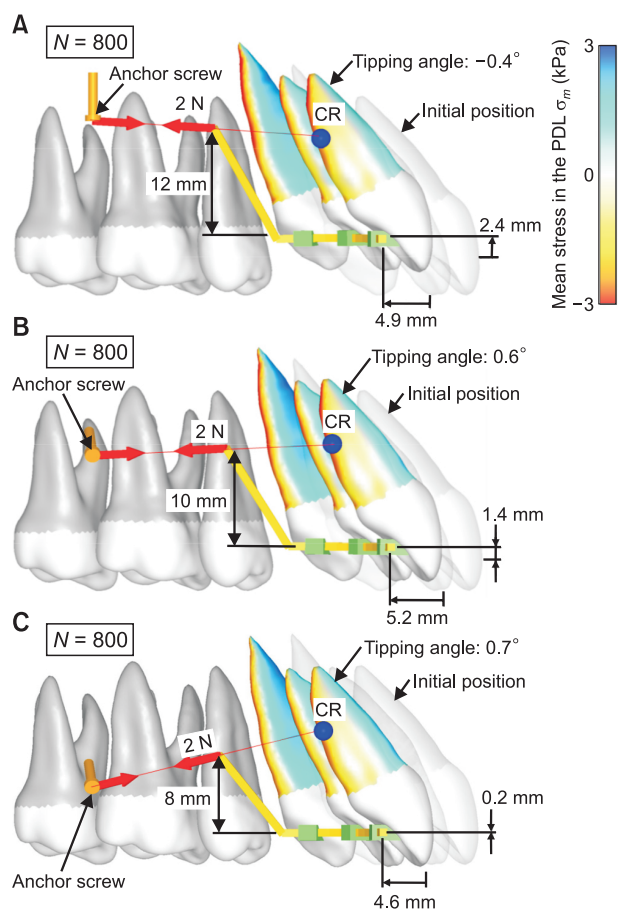 A
N = 800
Anchor screw
2 N
12 mm
CR
Tipping angle: −0.4°
Initial position
2.4 mm
4.9 mm
3
0
−3
Mean stress in the PDL σm (kPa)
B
N = 800
Anchor screw
2 N
10 mm
CR
Tipping angle: 0.6°
Initial position
1.4 mm
5.2 mm
C
N = 800
Anchor screw
2 N
8 mm
CR
Tipping angle: 0.7°
Initial position
0.2 mm
4.6 mm